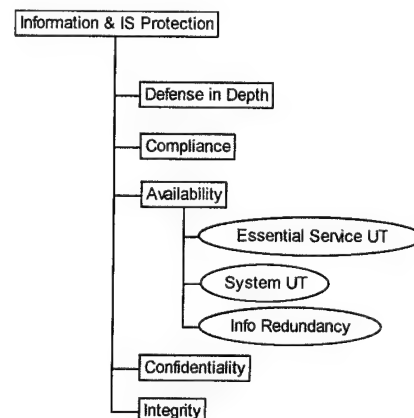 Information & IS Protection
Defense in Depth
Compliance
Availability
Essential Service UT
System UT
Info Redundancy
Confidentiality
Integrity